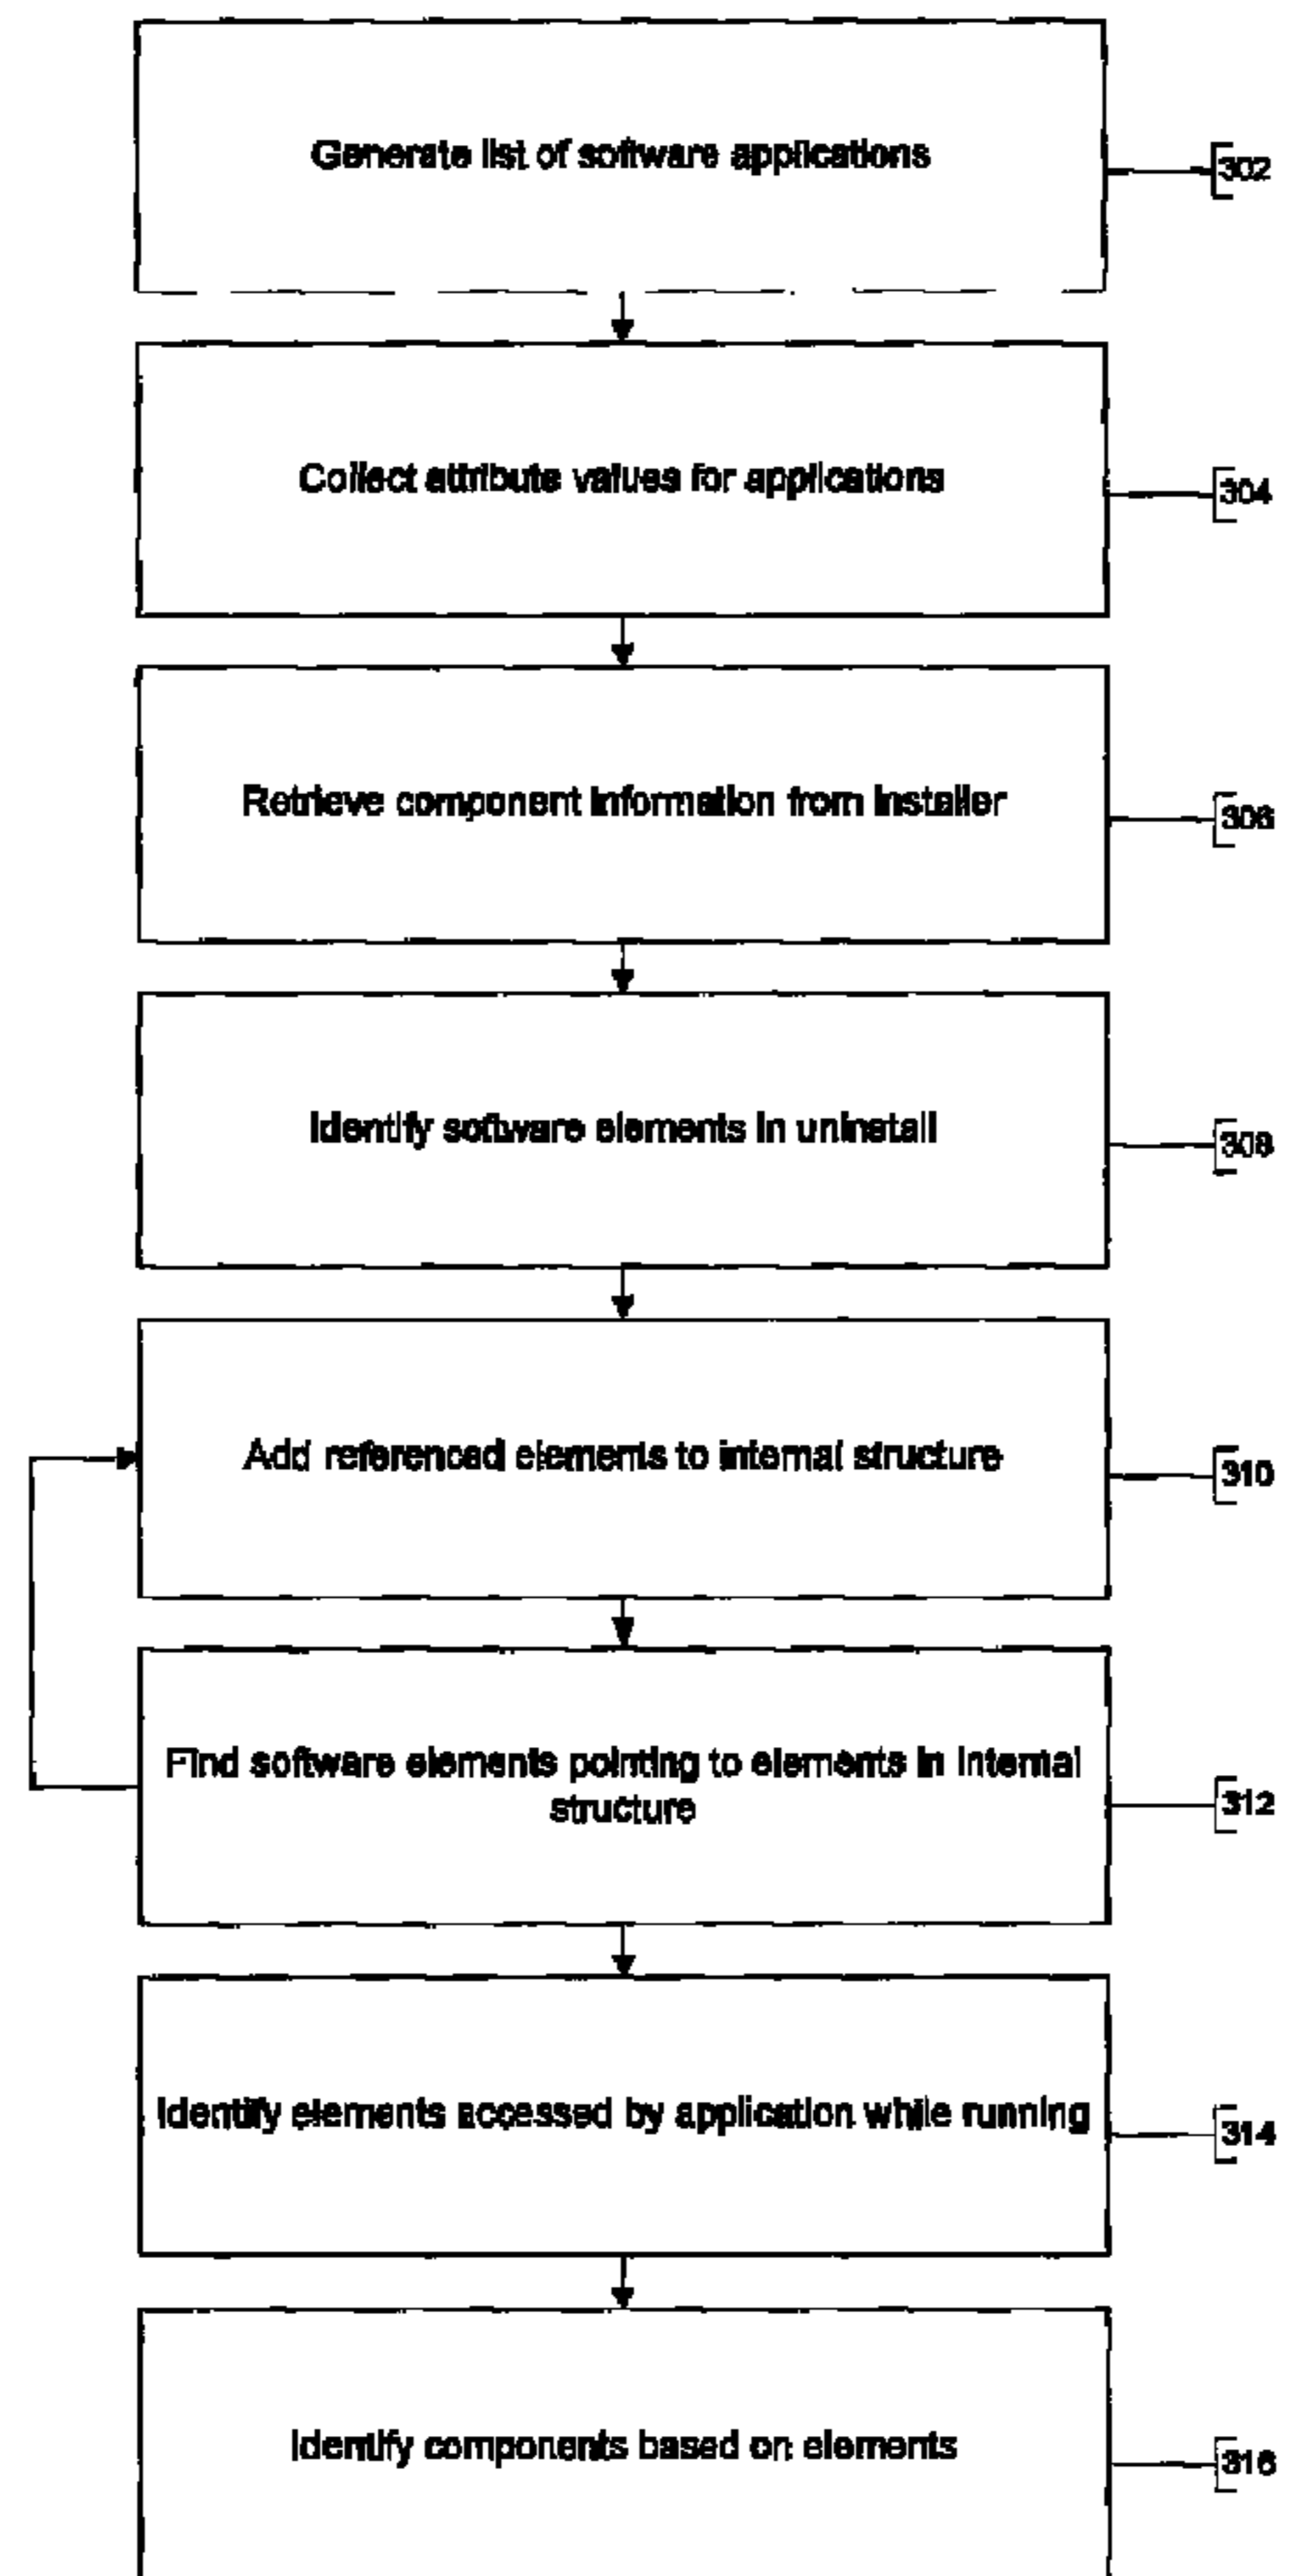 Generate list of software applications
302
Collect attribute values for applications
304
Retrieve component information from installer
306
Identify software elements in uninstall
308
Add referenced elements to internal structure
310
Find software elements pointing to elements in internal
structure
312
Identify elements accessed by application while running
314
Identify components based on elements
316